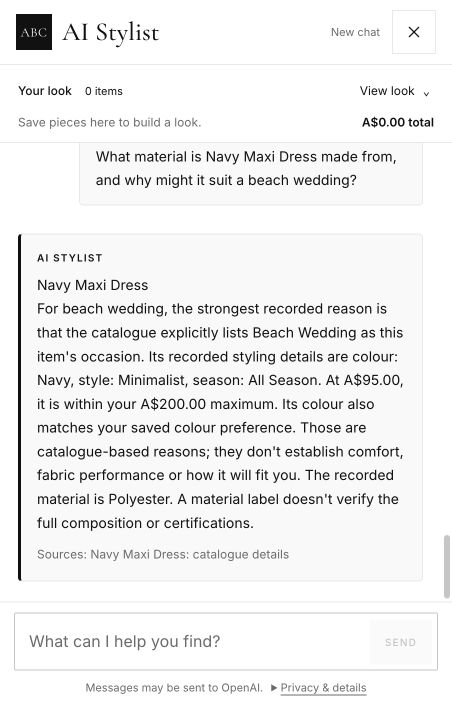 ABC AI Stylist New chat ×
Your look 0 items View look ⌄
Save pieces here to build a look. A$0.00 total
What material is Navy Maxi Dress made from,
and why might it suit a beach wedding?
AI STYLIST
Navy Maxi Dress
For beach wedding, the strongest recorded reason is
that the catalogue explicitly lists Beach Wedding as this
item's occasion. Its recorded styling details are colour:
Navy, style: Minimalist, season: All Season. At A$95.00,
it is within your A$200.00 maximum. Its colour also
matches your saved colour preference. Those are
catalogue-based reasons; they don't establish comfort,
fabric performance or how it will fit you. The recorded
material is Polyester. A material label doesn't verify the
full composition or certifications.
Sources: Navy Maxi Dress: catalogue details
What can I help you find? SEND
Messages may be sent to OpenAI. ▶ Privacy & details